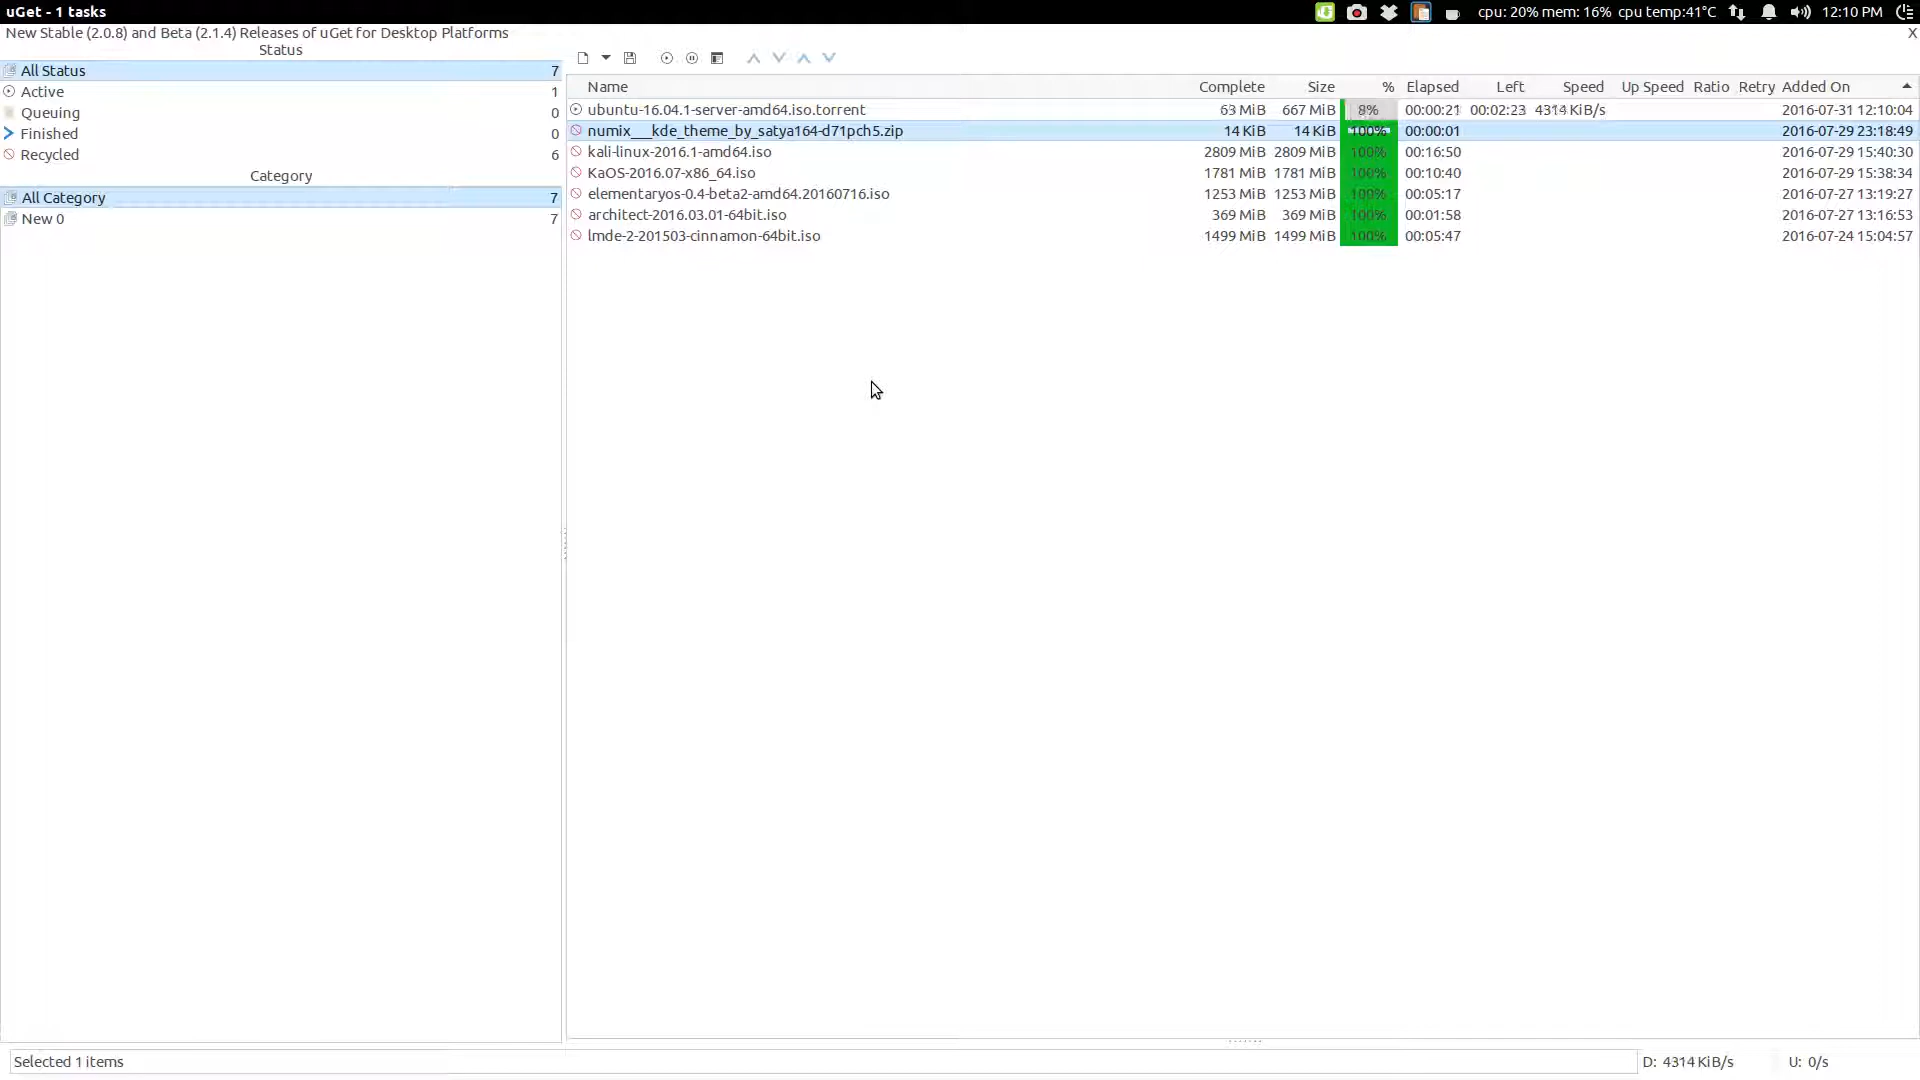 uGet - 1 tasks
cpu: 20% mem: 16% cpu temp:41°C 12:10 PM
New Stable (2.0.8) and Beta (2.1.4) Releases of uGet for Desktop Platforms X
Status
All Status 7
Active 1
Queuing 0
Finished 0
Recycled 6
Category
All Category 7
New 0 7
Name Complete Size % Elapsed Left Speed Up Speed Ratio Retry Added On
ubuntu-16.04.1-server-amd64.iso.torrent 63 MiB 667 MiB 8% 00:00:21 00:02:23 4314 KiB/s 2016-07-31 12:10:04
numix___kde_theme_by_satya164-d71pch5.zip 14 KiB 14 KiB 100% 00:00:01 2016-07-29 23:18:49
kali-linux-2016.1-amd64.iso 2809 MiB 2809 MiB 100% 00:16:50 2016-07-29 15:40:30
KaOS-2016.07-x86_64.iso 1781 MiB 1781 MiB 100% 00:10:40 2016-07-29 15:38:34
elementaryos-0.4-beta2-amd64.20160716.iso 1253 MiB 1253 MiB 100% 00:05:17 2016-07-27 13:19:27
architect-2016.03.01-64bit.iso 369 MiB 369 MiB 100% 00:01:58 2016-07-27 13:16:53
lmde-2-201503-cinnamon-64bit.iso 1499 MiB 1499 MiB 100% 00:05:47 2016-07-24 15:04:57
Selected 1 items
D: 4314 KiB/s U: 0/s